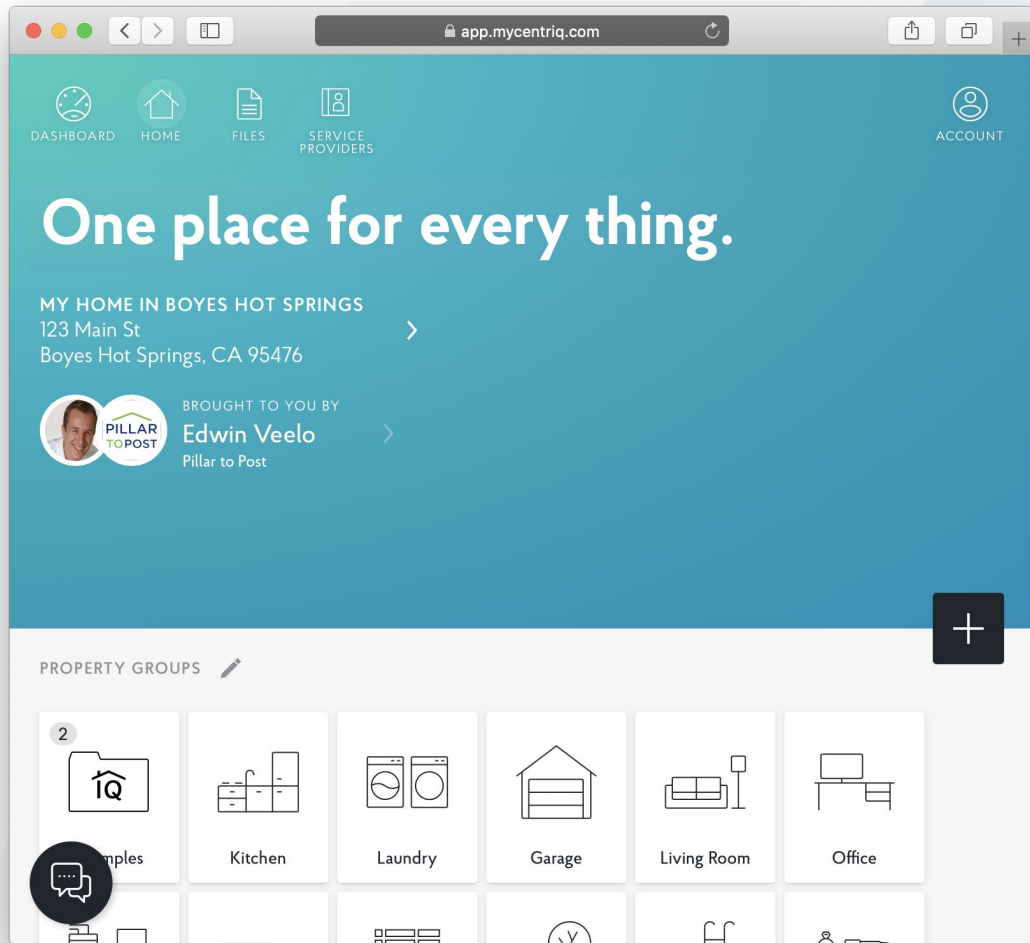 app.mycentriq.com
DASHBOARD
HOME
FILES
SERVICE
PROVIDERS
ACCOUNT
One place for every thing.
MY HOME IN BOYES HOT SPRINGS
123 Main St
Boyes Hot Springs, CA 95476
PILLAR
TOPOST
BROUGHT TO YOU BY
Edwin Veelo
Pillar to Post
PROPERTY GROUPS
2
iQ
mples
Kitchen
Laundry
Garage
Living Room
Office